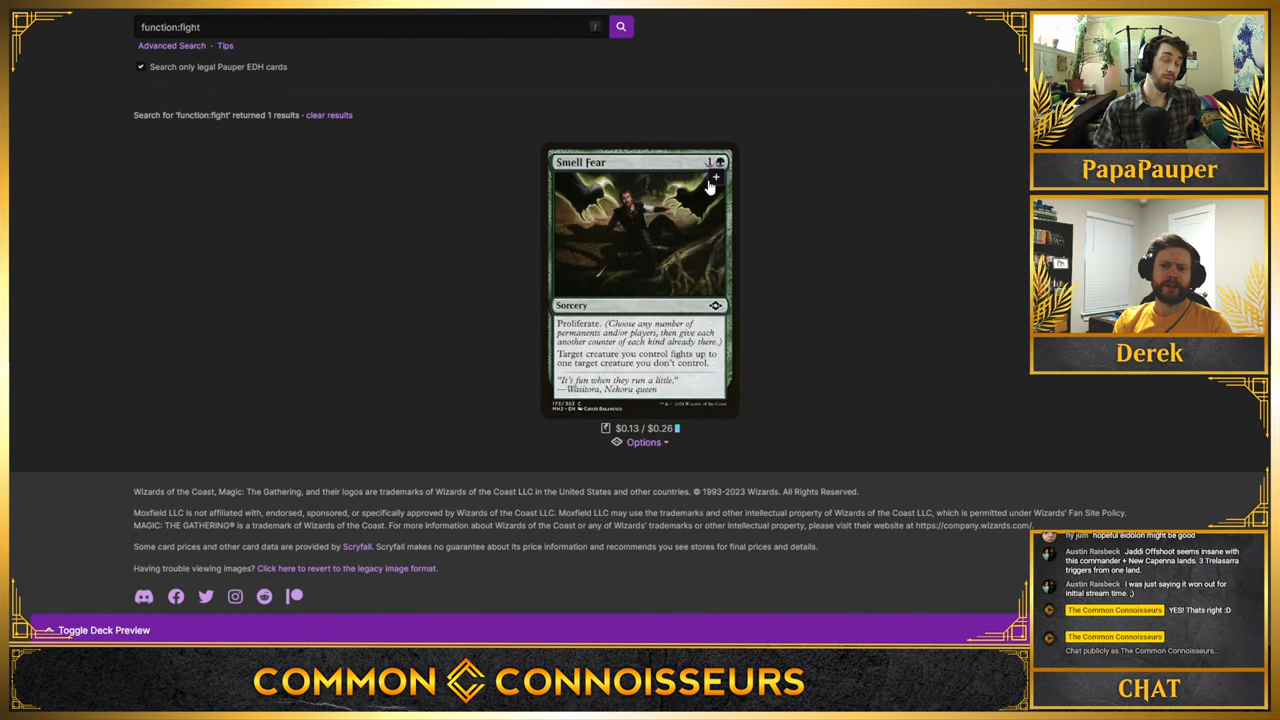 function:fight
/
Advanced Search · Tips
Search only legal Pauper EDH cards
Search for 'function:fight' returned 1 results · clear results
Smell Fear
1
+
Sorcery
Proliferate. (Choose any number of
permanents and/or players, then give each
another counter of each kind already there.)
Target creature you control fights up to
one target creature you don't control.
"It's fun when they run a little."
—Wasitora, Nekoru queen
173/303 C
MH2 • EN
$0.13 / $0.26
Options
Wizards of the Coast, Magic: The Gathering, and their logos are trademarks of Wizards of the Coast LLC in the United States and other countries. © 1993-2023 Wizards. All Rights Reserved.
Moxfield LLC is not affiliated with, endorsed, sponsored, or specifically approved by Wizards of the Coast LLC. Moxfield LLC may use the trademarks and other intellectual property of Wizards of the Coast LLC, which is permitted under Wizards' Fan Site Policy.
MAGIC: THE GATHERING® is a trademark of Wizards of the Coast. For more information about Wizards of the Coast or any of Wizards' trademarks or other intellectual property, please visit their website at https://company.wizards.com/.
Some card prices and other card data are provided by Scryfall. Scryfall makes no guarantee about its price information and recommends you see stores for final prices and details.
Having trouble viewing images? Click here to revert to the legacy image format.
Toggle Deck Preview
COMMON CONNOISSEURS
PapaPauper
Derek
fly jum hopeful eidolon might be good
Austin Raisbeck Jaddi Offshoot seems insane with
this commander + New Capenna lands. 3 Trelasarra
triggers from one land.
Austin Raisbeck I was just saying it won out for
initial stream time. ;)
The Common Connoisseurs YES! Thats right :D
The Common Connoisseurs
Chat publicly as The Common Connoisseurs...
CHAT